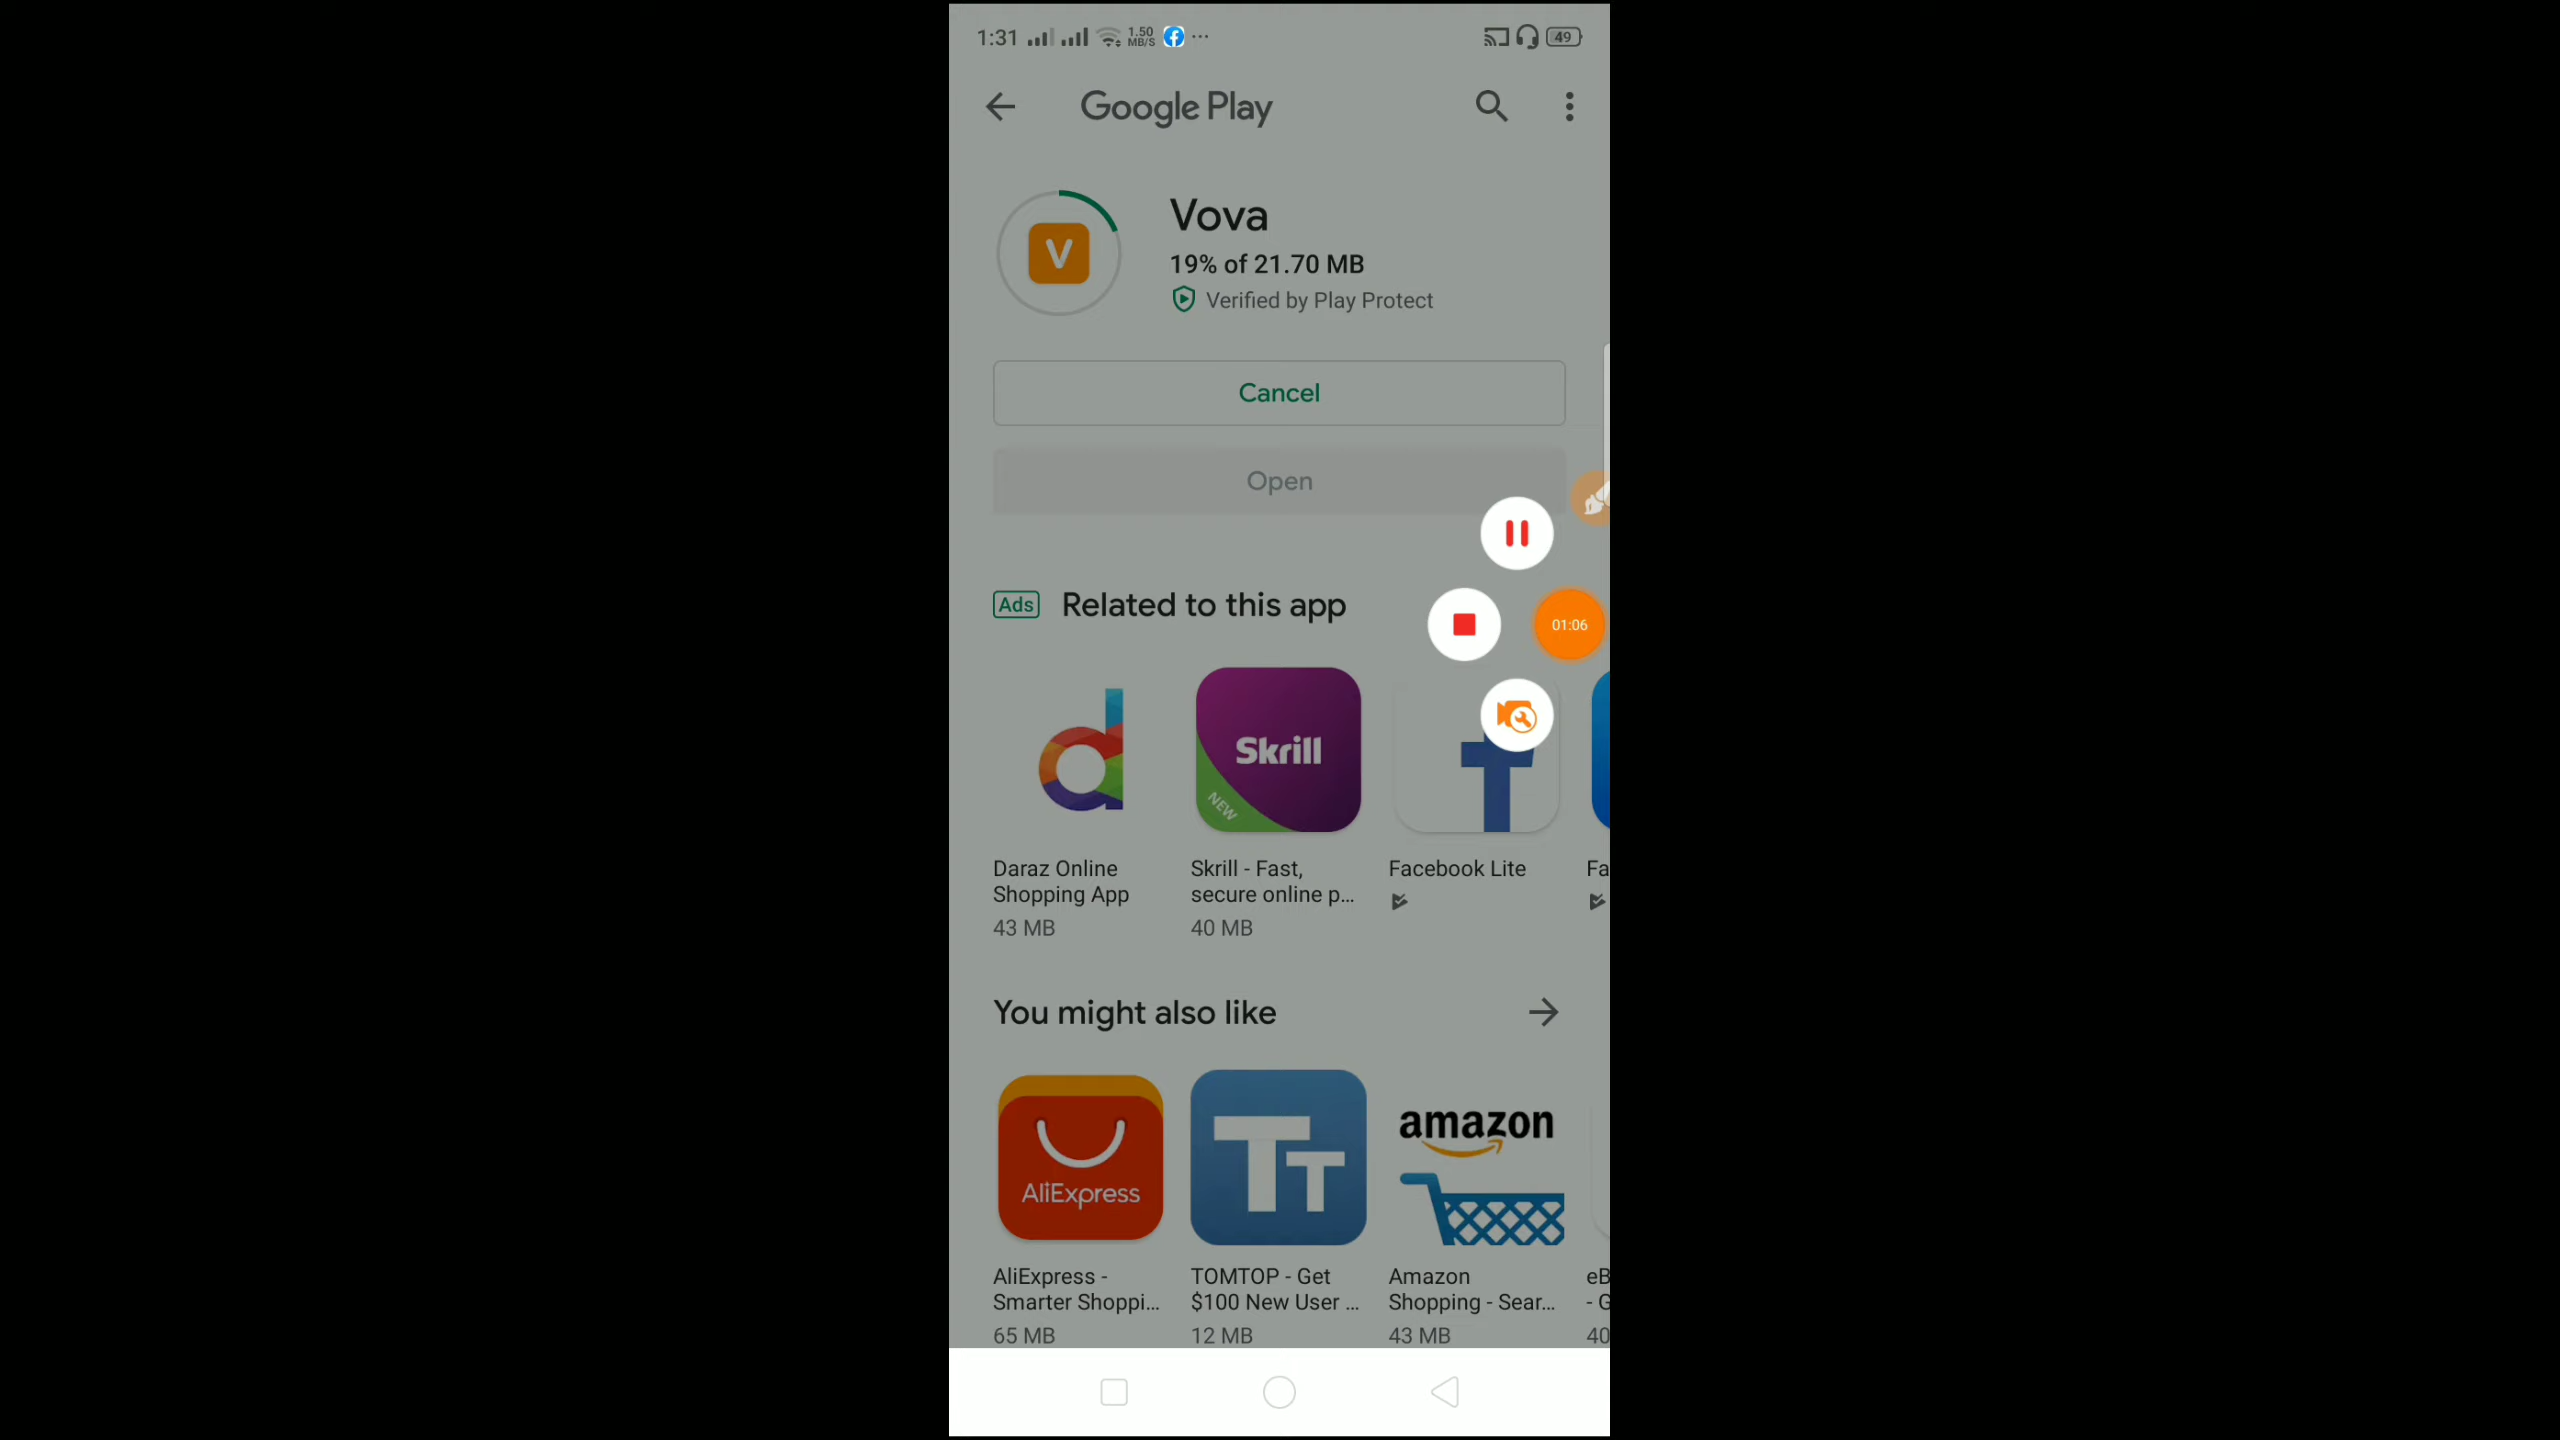 1:31 1.50 MB/S 49
Google Play
V
Vova
19% of 21.70 MB
Verified by Play Protect
Cancel
Open
01:06
Ads Related to this app
Skrill
NEW
Daraz Online
Shopping App
43 MB
Skrill - Fast,
secure online p...
40 MB
Facebook Lite
Fa
You might also like
AliExpress
TT
amazon
AliExpress -
Smarter Shoppi...
65 MB
TOMTOP - Get
$100 New User ...
12 MB
Amazon
Shopping - Sear...
43 MB
eB
- G
40